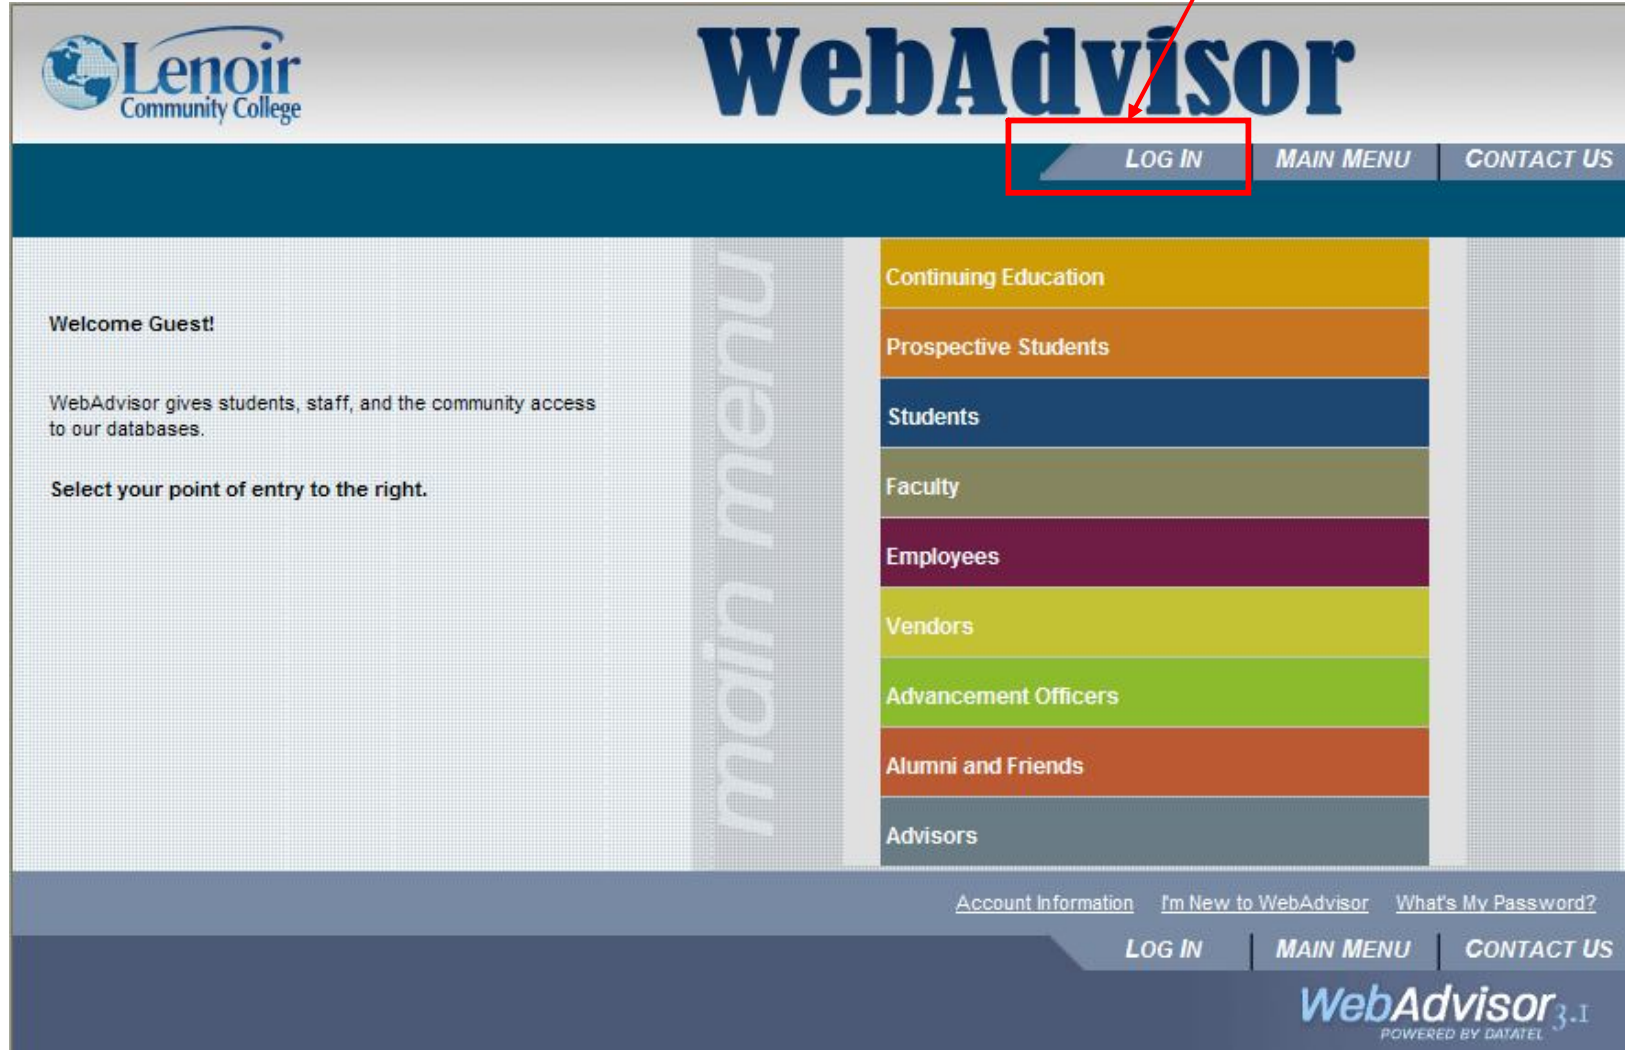 Lenoir
Community College
WebAdvisor
LOG IN
MAIN MENU
CONTACT US
Welcome Guest!
WebAdvisor gives students, staff, and the community access
to our databases.
Select your point of entry to the right.
main menu
Continuing Education
Prospective Students
Students
Faculty
Employees
Vendors
Advancement Officers
Alumni and Friends
Advisors
Account Information
I'm New to WebAdvisor
What's My Password?
LOG IN
MAIN MENU
CONTACT US
WebAdvisor 3.1
POWERED BY DATATEL